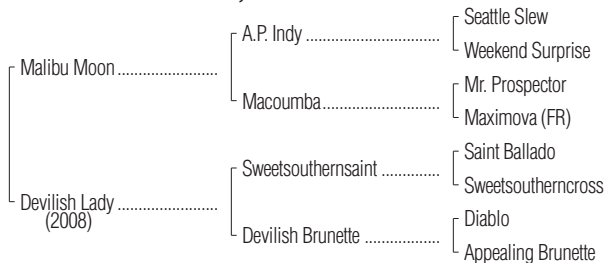 Seattle Slew
A.P. Indy ........................
Weekend Surprise
Malibu Moon ......................
Mr. Prospector
Macoumba.....................
Maximova (FR)
Saint Ballado
Sweetsouthernsaint ..............
Sweetsoutherncross
Devilish Lady ......................
(2008)
Diablo
Devilish Brunette .................
Appealing Brunette